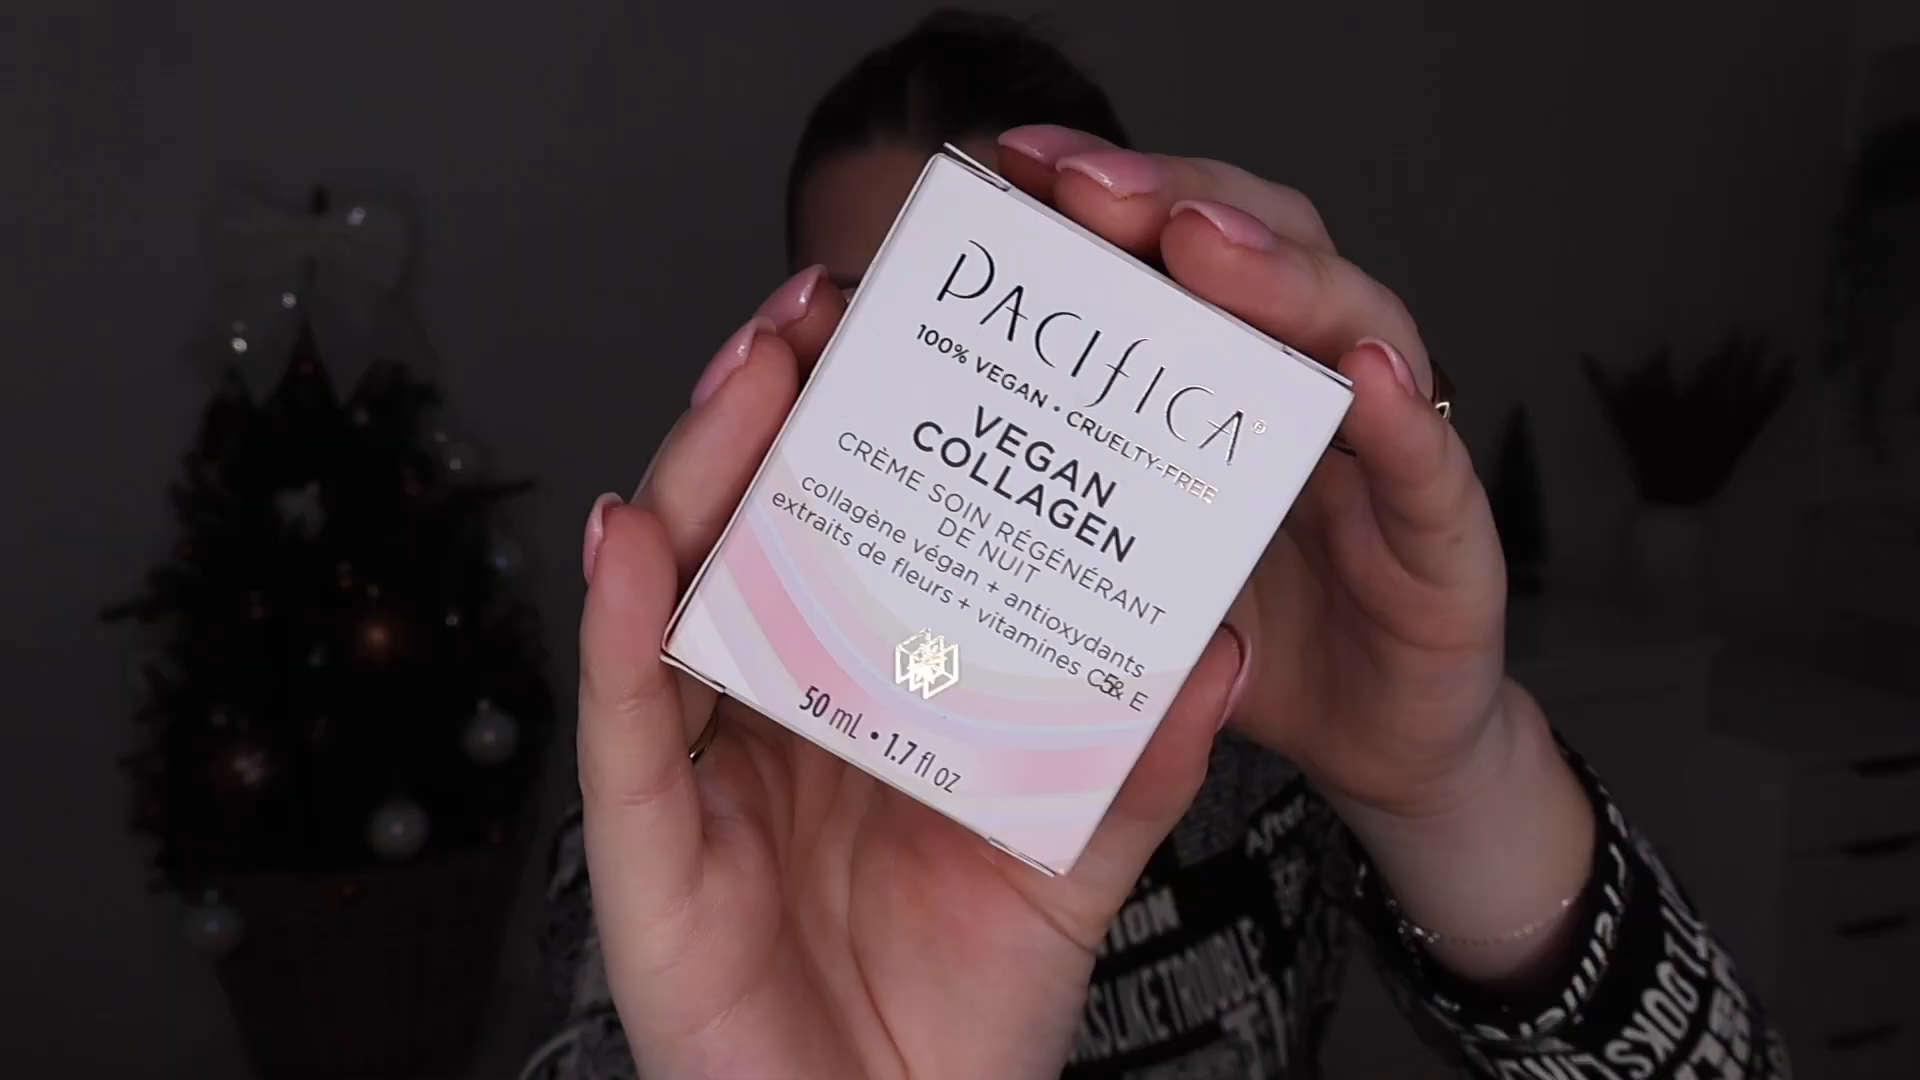 PACIFICA®
100% VEGAN • CRUELTY-FREE
VEGAN
COLLAGEN
CRÈME SOIN RÉGÉNÉRANT
DE NUIT
collagène végan + antioxydants
extraits de fleurs + vitamines C & E
50 mL • 1.7 fl oz
After